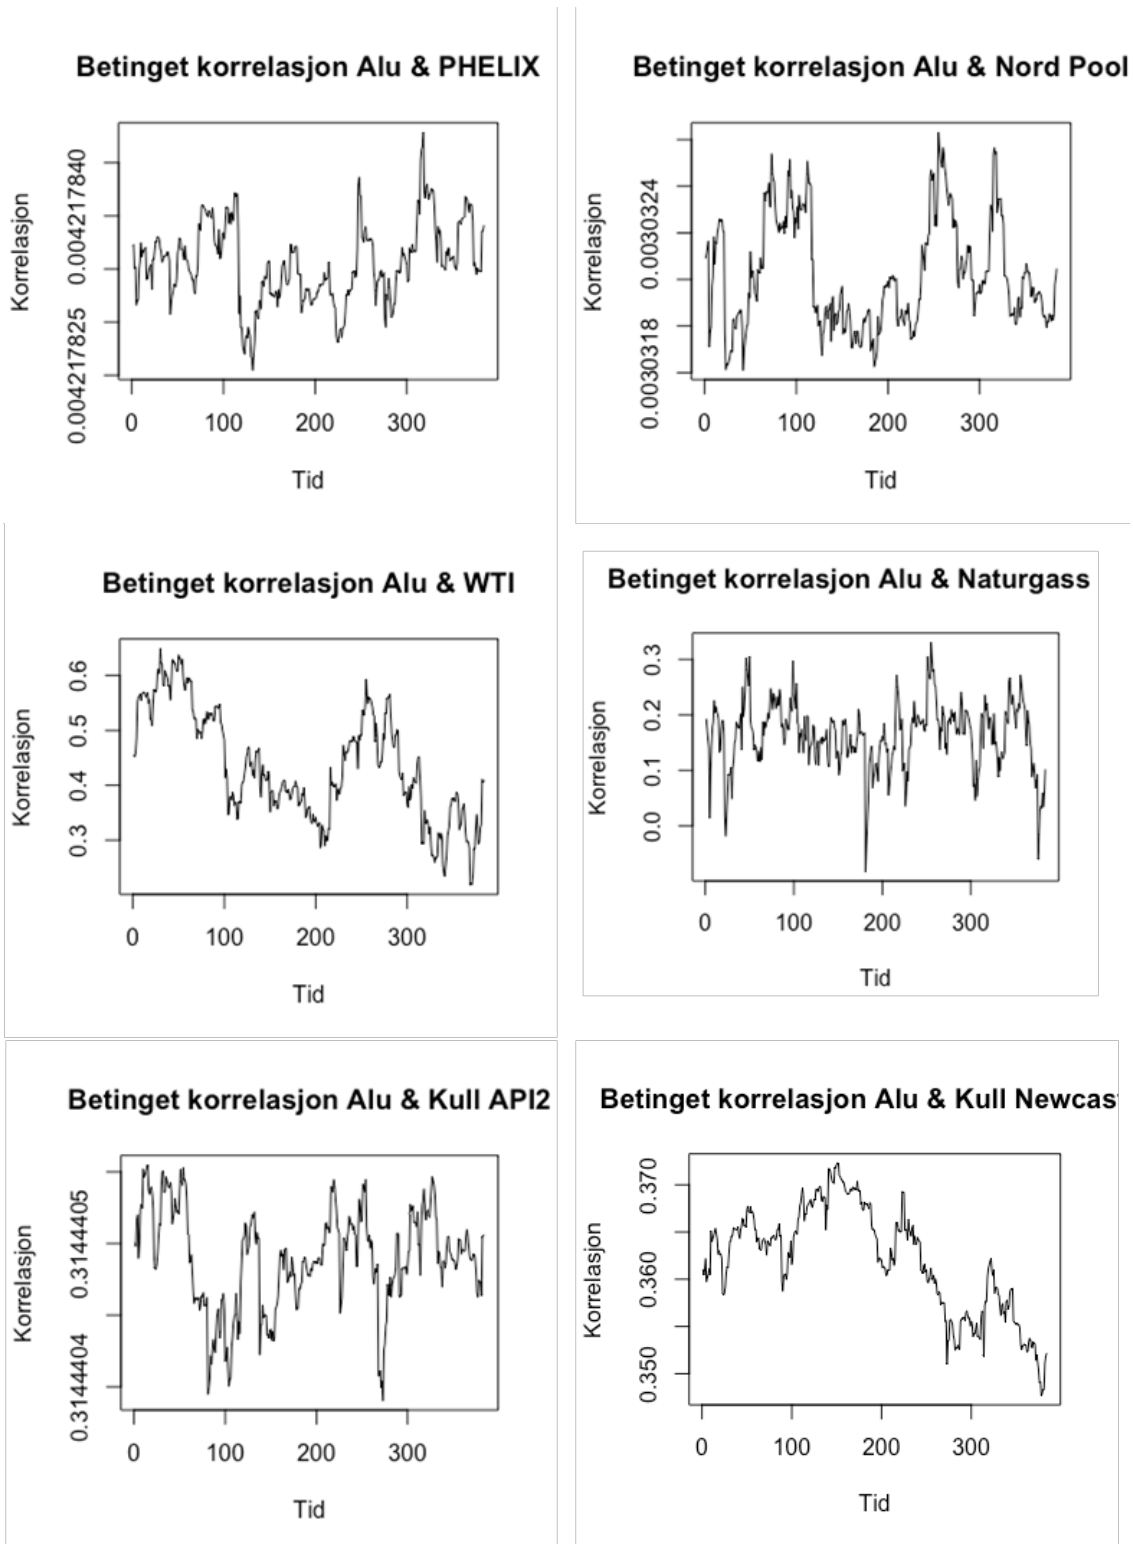 Betinget korrelasjon Alu & PHELIX
Korrelasjon
0.0042217825 0.0042217840
0 100 200 300
Tid
Betinget korrelasjon Alu & Nord Pool
Korrelasjon
0.0030318 0.0030324
0 100 200 300
Tid
Betinget korrelasjon Alu & WTI
Korrelasjon
0.3 0.4 0.5 0.6
0 100 200 300
Tid
Betinget korrelasjon Alu & Naturgass
Korrelasjon
0.0 0.1 0.2 0.3
0 100 200 300
Tid
Betinget korrelasjon Alu & Kull API2
Korrelasjon
0.3144404 0.3144405
0 100 200 300
Tid
Betinget korrelasjon Alu & Kull Newcas
Korrelasjon
0.350 0.360 0.370
0 100 200 300
Tid